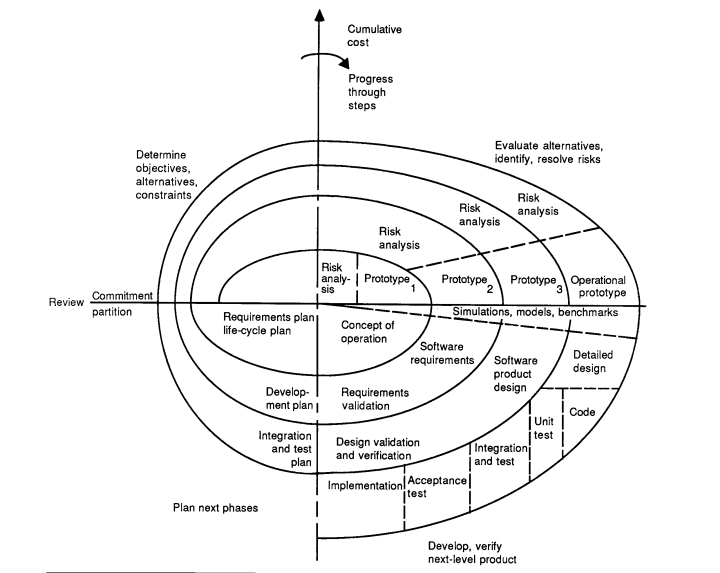 Cumulative
cost
Progress
through
steps
Evaluate alternatives,
identify, resolve risks
Determine
objectives,
alternatives,
constraints
Risk
analysis
Risk
analysis
Risk
analysis
Risk
analy-
sis
Prototype
1
Prototype
2
Prototype
3
Operational
prototype
Review
Commitment
partition
Simulations, models, benchmarks
Requirements plan
life-cycle plan
Concept of
operation
Software
requirements
Software
product
design
Detailed
design
Develop-
ment plan
Requirements
validation
Code
Unit
test
Integration
and test
plan
Design validation
and verification
Integration
and test
Implementation
Acceptance
test
Plan next phases
Develop, verify
next-level product